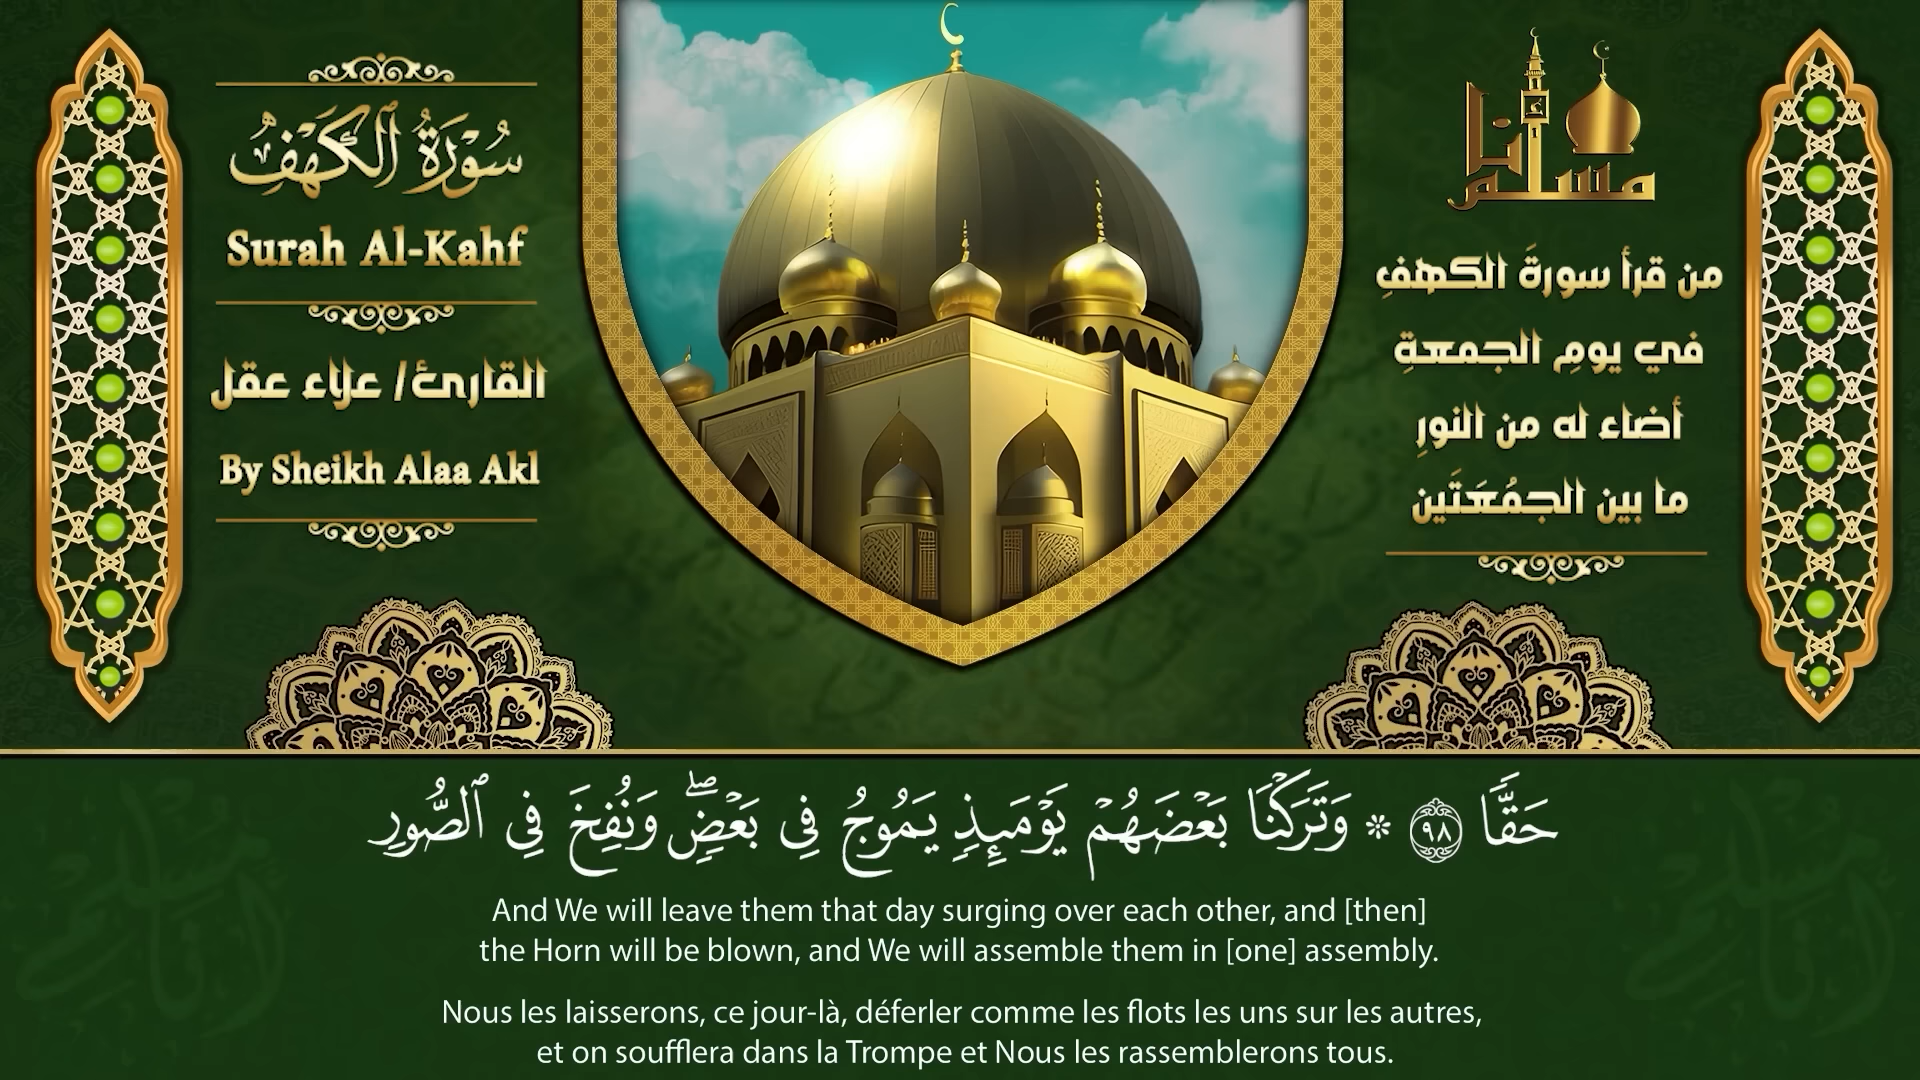 سُورَةُ ٱلْكَهْفِ
Surah Al-Kahf
القارئ/ علاء عقل
By Sheikh Alaa Akl
أنا مسلم
من قرأ سورةَ الكهفِ
في يومِ الجمعةِ
أضاء له من النورِ
ما بين الجمُعَتَين
حَقًّا ٩٨ * وَتَرَكْنَا بَعْضَهُمْ يَوْمَئِذٍ يَمُوجُ فِى بَعْضٍۖ وَنُفِخَ فِى ٱلصُّورِ
And We will leave them that day surging over each other, and [then]
the Horn will be blown, and We will assemble them in [one] assembly.
Nous les laisserons, ce jour-là, déferler comme les flots les uns sur les autres,
et on soufflera dans la Trompe et Nous les rassemblerons tous.